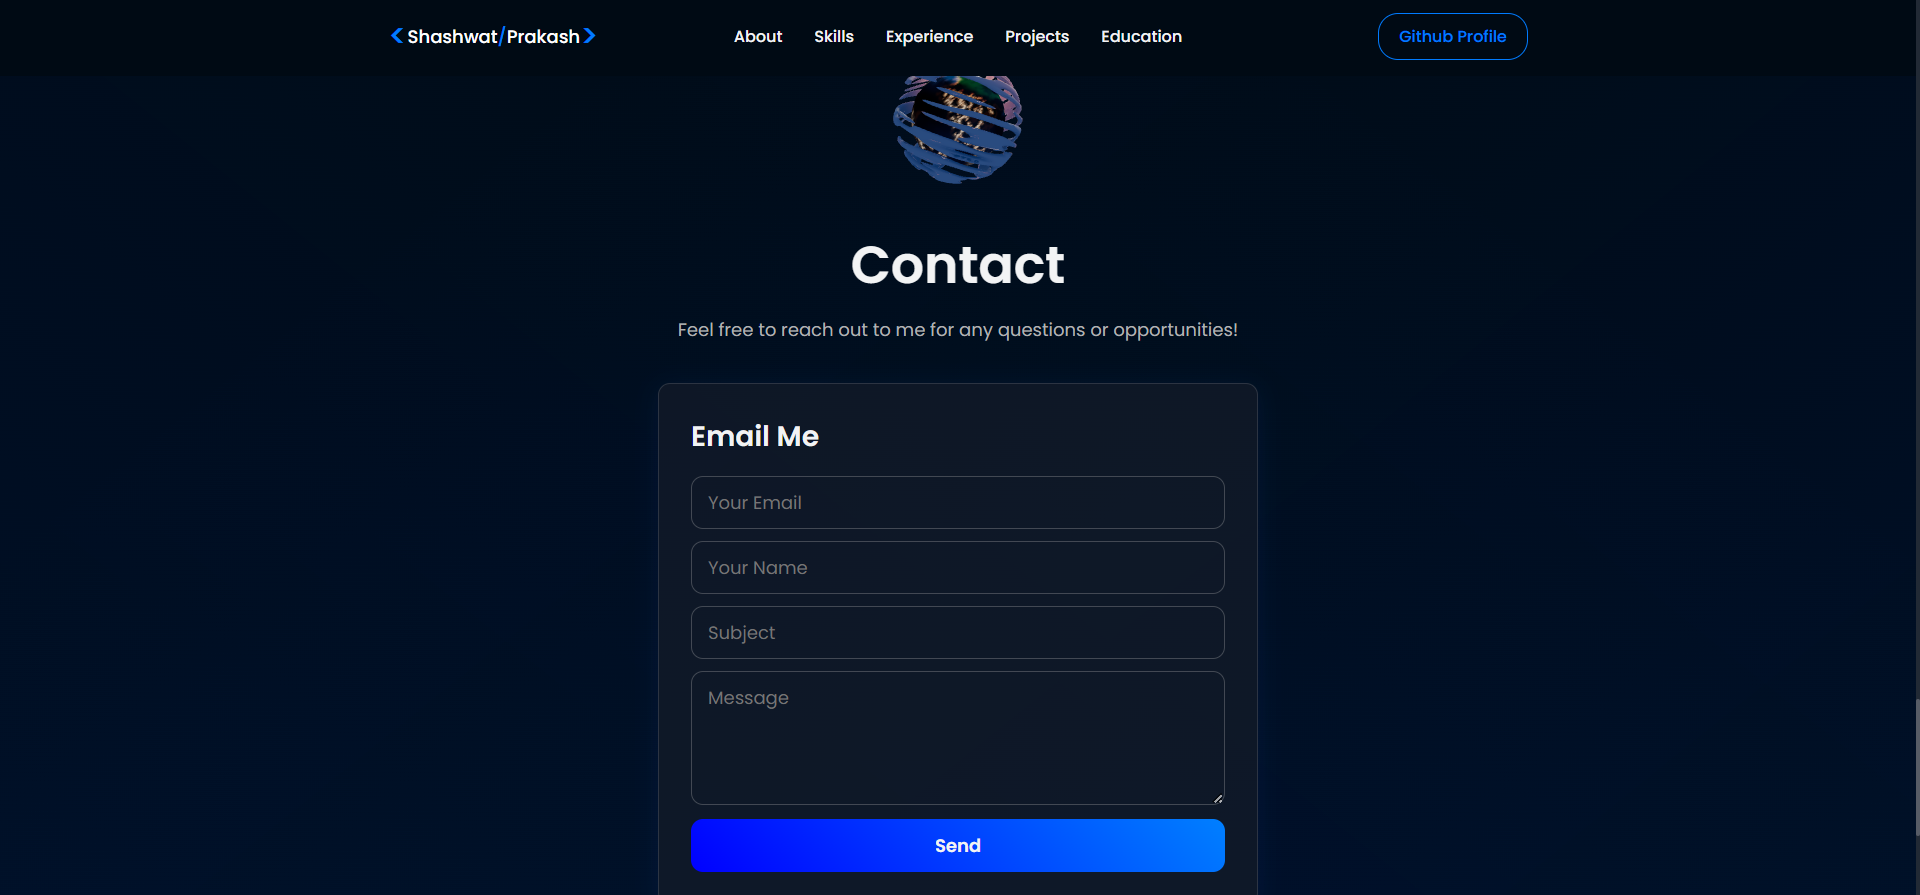 <Shashwat/Prakash>
About
Skills
Experience
Projects
Education
Github Profile
Contact
Feel free to reach out to me for any questions or opportunities!
Email Me
Your Email
Your Name
Subject
Message
Send